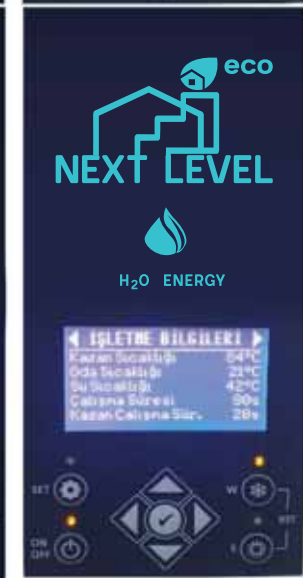 eco
NEXT LEVEL
H₂O ENERGY
İŞLETME BİLGİLERİ
Kazan Sıcaklığı 64°C
Oda Sıcaklığı 21°C
Su Sıcaklığı 42°C
Çalışma Süresi 90s
Kazan Çalışma Sür. 20s
SET
W
ON
OFF
S